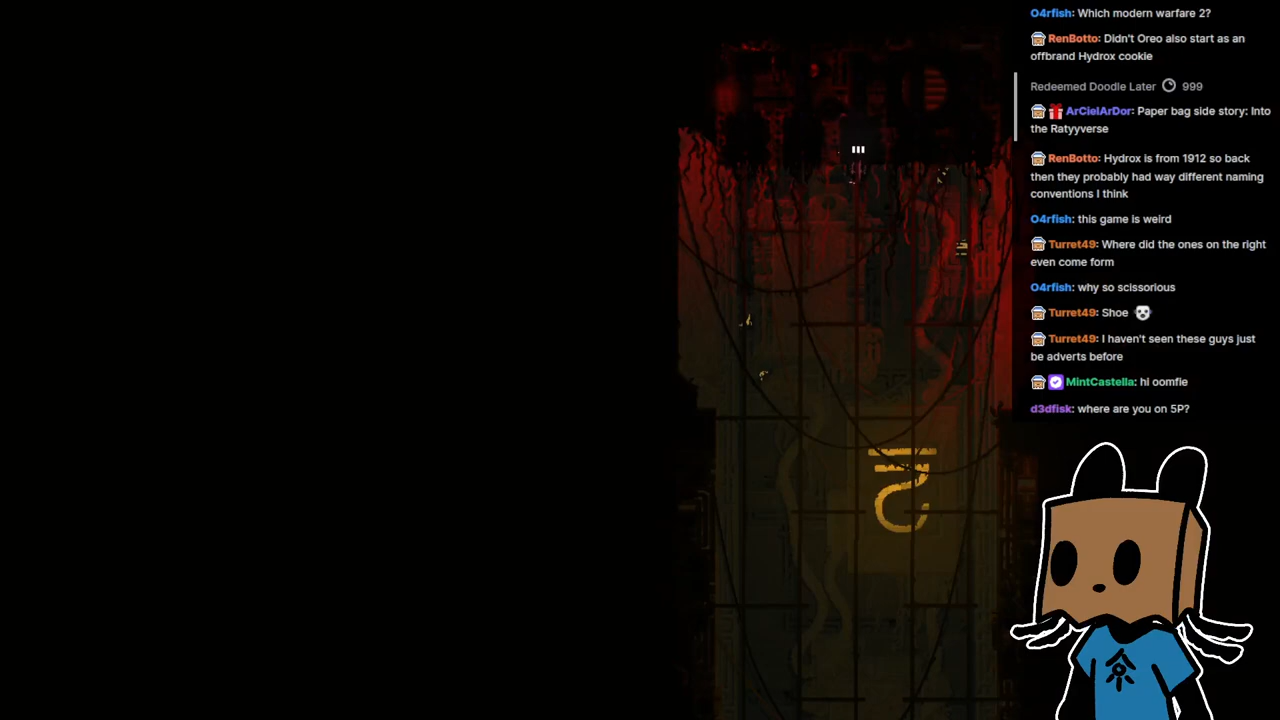 O4rfish: Which modern warfare 2?
RenBotto: Didn't Oreo also start as an
offbrand Hydrox cookie
Redeemed Doodle Later 999
ArCielArDor: Paper bag side story: Into
the Ratyyverse
RenBotto: Hydrox is from 1912 so back
then they probably had way different naming
conventions I think
O4rfish: this game is weird
Turret49: Where did the ones on the right
even come form
O4rfish: why so scissorious
Turret49: Shoe
Turret49: I haven't seen these guys just
be adverts before
MintCastella: hi oomfie
d3dfisk: where are you on 5P?